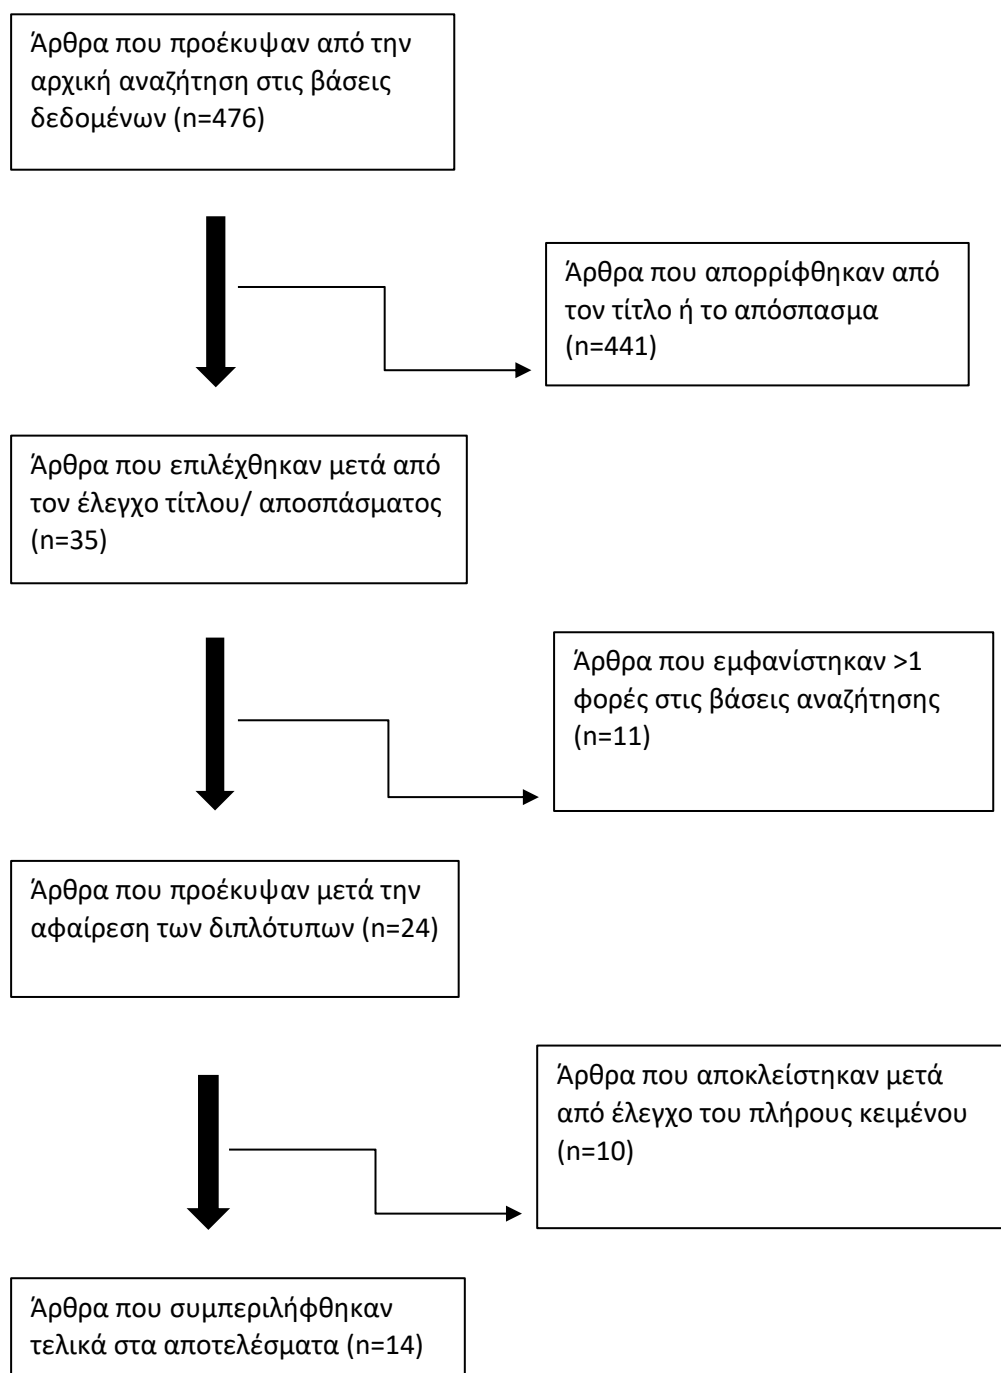 Άρθρα που προέκυψαν από την
αρχική αναζήτηση στις βάσεις
δεδομένων (n=476)
Άρθρα που απορρίφθηκαν από
τον τίτλο ή το απόσπασμα
(n=441)
Άρθρα που επιλέχθηκαν μετά από
τον έλεγχο τίτλου/ αποσπάσματος
(n=35)
Άρθρα που εμφανίστηκαν >1
φορές στις βάσεις αναζήτησης
(n=11)
Άρθρα που προέκυψαν μετά την
αφαίρεση των διπλότυπων (n=24)
Άρθρα που αποκλείστηκαν μετά
από έλεγχο του πλήρους κειμένου
(n=10)
Άρθρα που συμπεριλήφθηκαν
τελικά στα αποτελέσματα (n=14)